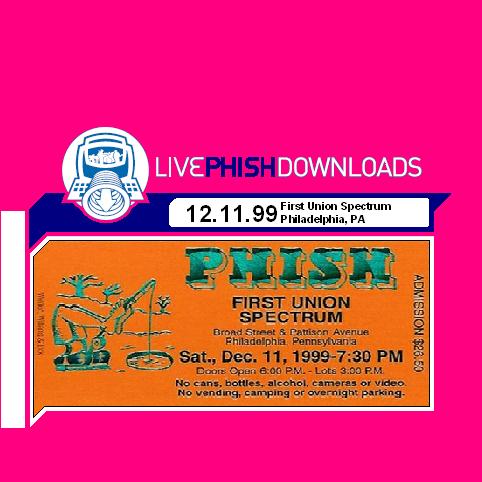 LIVEPHISHDOWNLOADS
12.11.99
First Union Spectrum
Philadelphia, PA
PHISH
FIRST UNION
SPECTRUM
Broad Street & Pattison Avenue
Philadelphia, Pennsylvania
Sat., Dec. 11, 1999-7:30 PM
Doors Open 6:00 P.M. - Lots 3:00 P.M.
No cans, bottles, alcohol, cameras or video.
No vending, camping or overnight parking.
ADMISSION $28.50